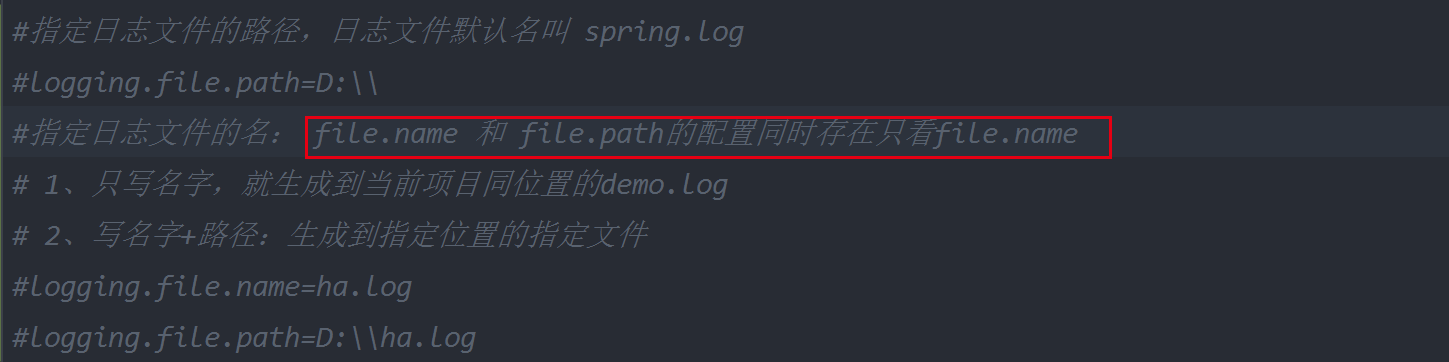 #指定日志文件的路径，日志文件默认名叫 spring.log
#logging.file.path=D:\\
#指定日志文件的名： file.name 和 file.path的配置同时存在只看file.name
# 1、只写名字，就生成到当前项目同位置的demo.log
# 2、写名字+路径：生成到指定位置的指定文件
#logging.file.name=ha.log
#logging.file.path=D:\\ha.log